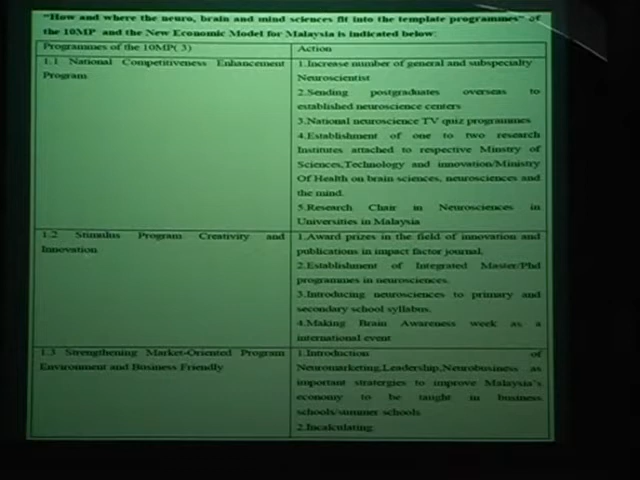 "How and where the neuro, brain and mind sciences fit into the template programmes" of
the 10MP and the New Economic Model for Malaysia is indicated below:
Programmes of the 10MP( 3)
Action
1.1 National Competitiveness Enhancement
Program
1.Increase number of general and subspecialty
Neuroscientist
2.Sending postgraduates overseas to
established neuroscience centers
3.National neuroscience TV quiz programmes
4.Establishment of one to two research
Institutes attached to respective Minstry of
Sciences,Technology and innovation/Ministry
Of Health on brain sciences, neurosciences and
the mind.
5.Research Chair in Neurosciences in
Universities in Malaysia
1.2 Stimulus Program Creativity and
Innovation
1.Award prizes in the field of innovation and
publications in impact factor journal.
2.Establishment of Integrated Master/Phd
programmes in neurosciences.
3.Introducing neurosciences to primary and
secondary school syllabus.
4.Making Brain Awareness week as a
international event
1.3 Strengthening Market-Oriented Program
Environment and Business Friendly
1.Introduction of
Neuromarketing,Leadership,Neurobusiness as
important stratergies to improve Malaysia's
economy to be taught in business
schools/summer schools
2.Incalculating